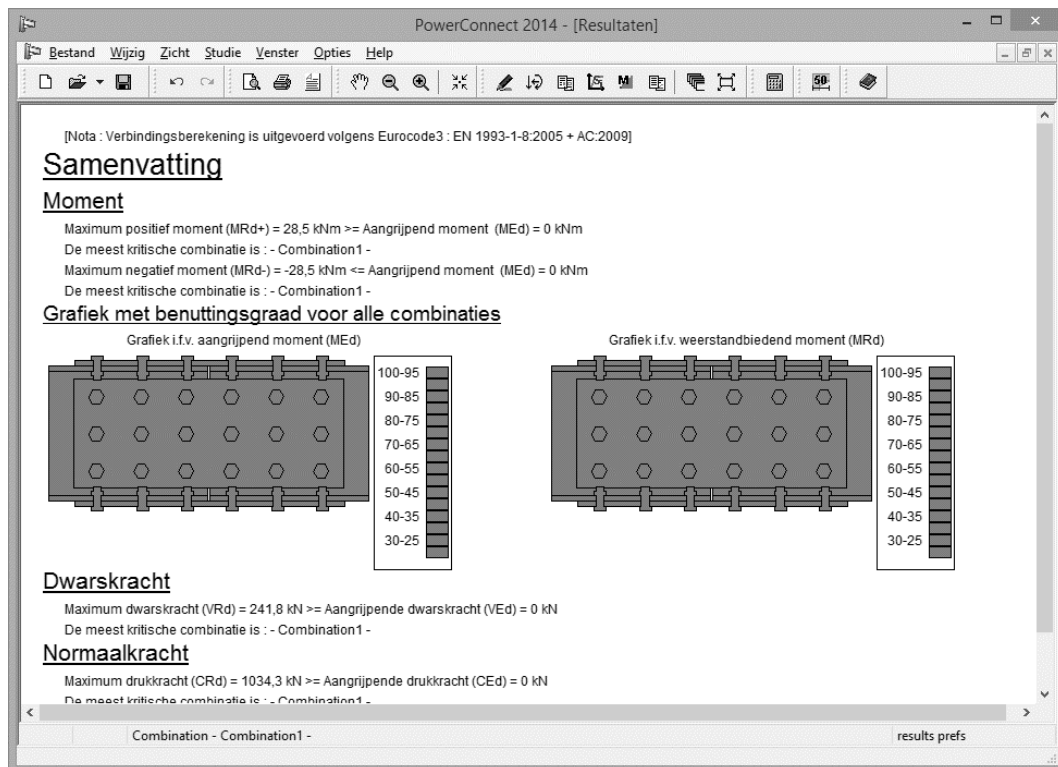 PowerConnect 2014 - [Resultaten]
Bestand Wijzig Zicht Studie Venster Opties Help
50
[Nota : Verbindingsberekening is uitgevoerd volgens Eurocode3 : EN 1993-1-8:2005 + AC:2009]
Samenvatting
Moment
Maximum positief moment (MRd+) = 28,5 kNm >= Aangrijpend moment (MEd) = 0 kNm
De meest kritische combinatie is : - Combination1 -
Maximum negatief moment (MRd-) = -28,5 kNm <= Aangrijpend moment (MEd) = 0 kNm
De meest kritische combinatie is : - Combination1 -
Grafiek met benuttingsgraad voor alle combinaties
Grafiek i.f.v. aangrijpend moment (MEd)
100-95
90-85
80-75
70-65
60-55
50-45
40-35
30-25
Grafiek i.f.v. weerstandbiedend moment (MRd)
100-95
90-85
80-75
70-65
60-55
50-45
40-35
30-25
Dwarskracht
Maximum dwarskracht (VRd) = 241,8 kN >= Aangrijpende dwarskracht (VEd) = 0 kN
De meest kritische combinatie is : - Combination1 -
Normaalkracht
Maximum drukkracht (CRd) = 1034,3 kN >= Aangrijpende drukkracht (CEd) = 0 kN
De meest kritische combinatie is : - Combination1 -
Combination - Combination1 -
results prefs